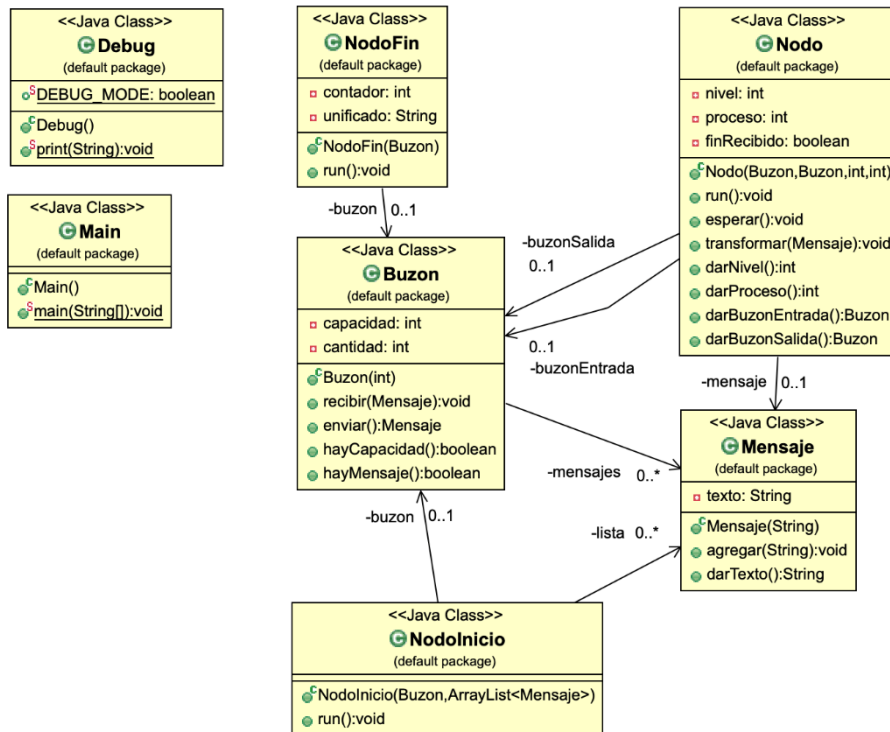 <<Java Class>>
Debug
(default package)
DEBUG_MODE: boolean
Debug()
print(String):void
<<Java Class>>
Main
(default package)
Main()
main(String[]):void
<<Java Class>>
NodoFin
(default package)
contador: int
unificado: String
NodoFin(Buzon)
run():void
-buzon
0..1
<<Java Class>>
Buzon
(default package)
capacidad: int
cantidad: int
Buzon(int)
recibir(Mensaje):void
enviar():Mensaje
hayCapacidad():boolean
hayMensaje():boolean
<<Java Class>>
Nodo
(default package)
nivel: int
proceso: int
finRecibido: boolean
Nodo(Buzon,Buzon,int,int)
run():void
esperar():void
transformar(Mensaje):void
darNivel():int
darProceso():int
darBuzonEntrada():Buzon
darBuzonSalida():Buzon
-buzonSalida
0..1
0..1
-buzonEntrada
-mensaje
0..1
<<Java Class>>
Mensaje
(default package)
texto: String
Mensaje(String)
agregar(String):void
darTexto():String
-mensajes
0..*
-buzon
0..1
-lista
0..*
<<Java Class>>
NodoInicio
(default package)
NodoInicio(Buzon,ArrayList<Mensaje>)
run():void